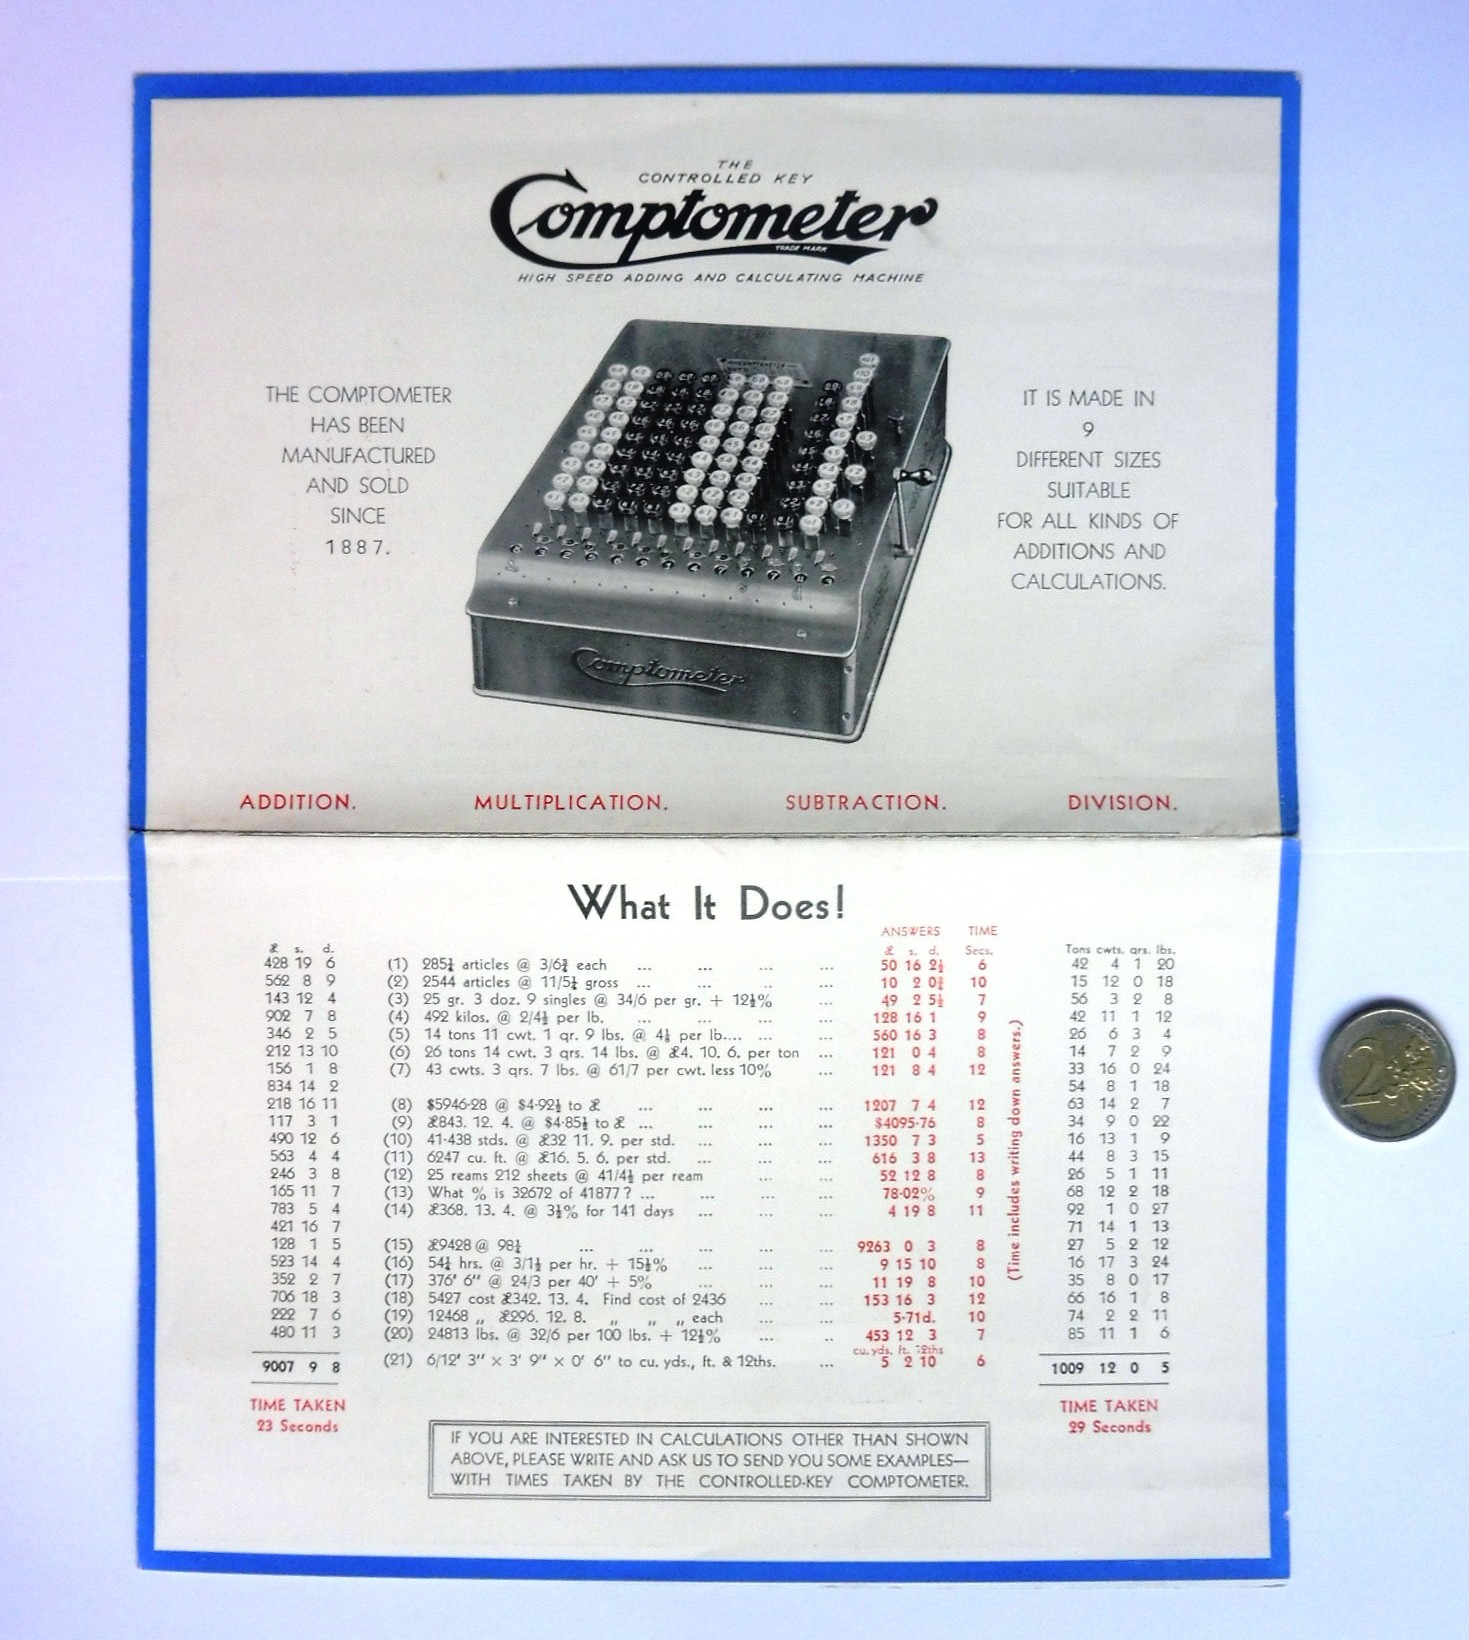 THE
CONTROLLED KEY
Comptometer
TRADE MARK
HIGH SPEED ADDING AND CALCULATING MACHINE
THE COMPTOMETER
HAS BEEN
MANUFACTURED
AND SOLD
SINCE
1887.
IT IS MADE IN
9
DIFFERENT SIZES
SUITABLE
FOR ALL KINDS OF
ADDITIONS AND
CALCULATIONS.
Comptometer
ADDITION. MULTIPLICATION. SUBTRACTION. DIVISION.
What It Does!
£ s. d.
428 19 6
562 8 9
143 12 4
902 7 8
346 2 5
212 13 10
156 1 8
834 14 2
218 16 11
117 3 1
490 12 6
563 4 4
246 3 8
165 11 7
783 5 4
421 16 7
128 1 5
523 14 4
352 2 7
706 18 3
222 7 6
480 11 3
9007 9 8
TIME TAKEN
23 Seconds
ANSWERS TIME
£ s. d. Secs.
(1) 285¼ articles @ 3/6¾ each ... ... ... ... 50 16 2½ 6
(2) 2544 articles @ 11/5¼ gross ... ... ... ... 10 2 0¾ 10
(3) 25 gr. 3 doz. 9 singles @ 34/6 per gr. + 12½% ... 49 2 5½ 7
(4) 492 kilos. @ 2/4½ per lb. ... ... ... ... 128 16 1 9
(5) 14 tons 11 cwt. 1 qr. 9 lbs. @ 4¼ per lb.... ... ... 560 16 3 8
(6) 26 tons 14 cwt. 3 qrs. 14 lbs. @ £4. 10. 6. per ton ... 121 0 4 8
(7) 43 cwts. 3 qrs. 7 lbs. @ 61/7 per cwt. less 10% ... 121 8 4 12
(8) $5946·28 @ $4·92½ to £ ... ... ... ... 1207 7 4 12
(9) £843. 12. 4. @ $4·85½ to £ ... ... ... ... $4095·76 8
(10) 41·438 stds. @ £32 11. 9. per std. ... ... ... 1350 7 3 5
(11) 6247 cu. ft. @ £16. 5. 6. per std. ... ... ... 616 3 8 13
(12) 25 reams 212 sheets @ 41/4½ per ream ... ... 52 12 8 8
(13) What % is 32672 of 41877? ... ... ... ... 78·02% 9
(14) £368. 13. 4. @ 3½% for 141 days ... ... ... 4 19 8 11
(15) £9428 @ 98¼ ... ... ... ... ... 9263 0 3 8
(16) 54¼ hrs. @ 3/1½ per hr. + 15½% ... ... ... 9 15 10 8
(17) 376' 6" @ 24/3 per 40' + 5% ... ... ... 11 19 8 10
(18) 5427 cost £342. 13. 4. Find cost of 2436 ... ... 153 16 3 12
(19) 12468 „ £296. 12. 8. „ „ „ each ... ... 5·71d. 10
(20) 24813 lbs. @ 32/6 per 100 lbs. + 12½% ... .. 453 12 3 7
cu. yds. ft. 12ths
(21) 6/12' 3" × 3' 9" × 0' 6" to cu. yds., ft. & 12ths. ... 5 2 10 6
(Time includes writing down answers.)
Tons cwts. qrs. lbs.
42 4 1 20
15 12 0 18
56 3 2 8
42 11 1 12
26 6 3 4
14 7 2 9
33 16 0 24
54 8 1 18
63 14 2 7
34 9 0 22
16 13 1 9
44 8 3 15
26 5 1 11
68 12 2 18
92 1 0 27
71 14 1 13
27 5 2 12
16 17 3 24
35 8 0 17
66 16 1 8
74 2 2 11
85 11 1 6
1009 12 0 5
TIME TAKEN
29 Seconds
IF YOU ARE INTERESTED IN CALCULATIONS OTHER THAN SHOWN
ABOVE, PLEASE WRITE AND ASK US TO SEND YOU SOME EXAMPLES—
WITH TIMES TAKEN BY THE CONTROLLED-KEY COMPTOMETER.
2